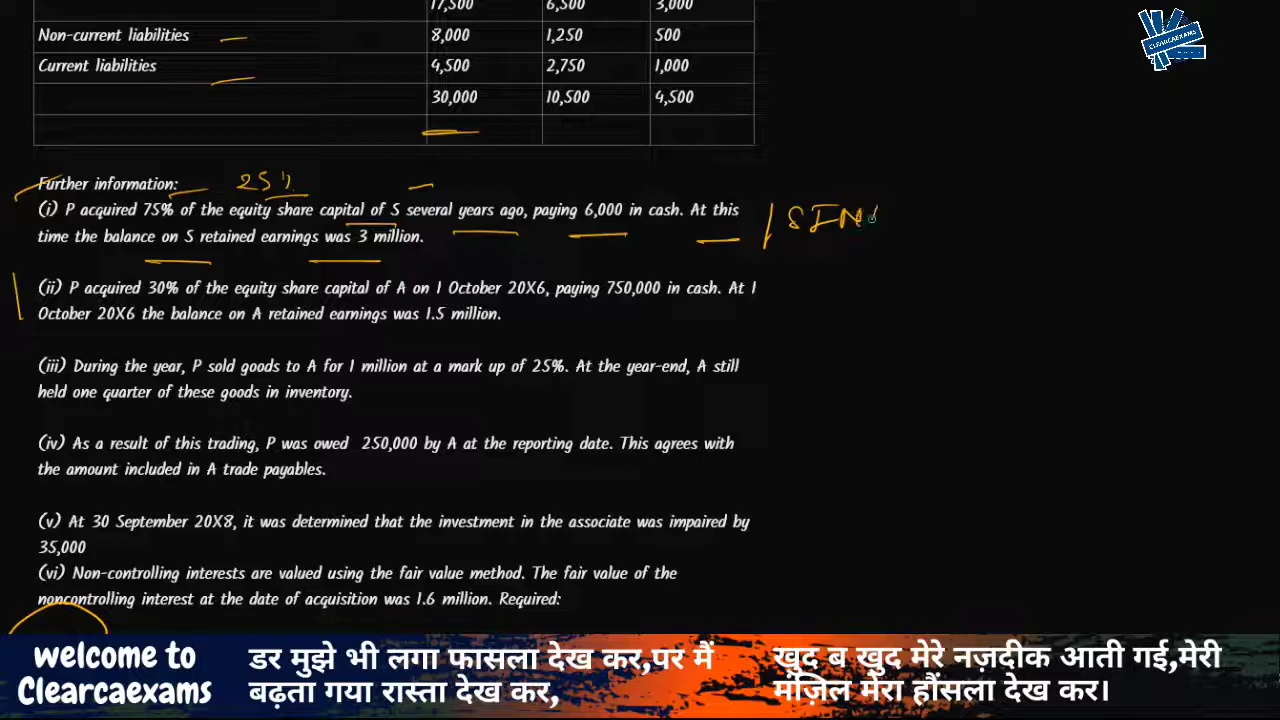 17,500 6,500 3,000
Non-current liabilities 8,000 1,250 500
Current liabilities 4,500 2,750 1,000
30,000 10,500 4,500
CLEARCAEXAMS
Further information: 25%
(i) P acquired 75% of the equity share capital of S several years ago, paying 6,000 in cash. At this
time the balance on S retained earnings was 3 million.
(ii) P acquired 30% of the equity share capital of A on 1 October 20X6, paying 750,000 in cash. At 1
October 20X6 the balance on A retained earnings was 1.5 million.
(iii) During the year, P sold goods to A for 1 million at a mark up of 25%. At the year-end, A still
held one quarter of these goods in inventory.
(iv) As a result of this trading, P was owed 250,000 by A at the reporting date. This agrees with
the amount included in A trade payables.
(v) At 30 September 20X8, it was determined that the investment in the associate was impaired by
35,000
(vi) Non-controlling interests are valued using the fair value method. The fair value of the
noncontrolling interest at the date of acquisition was 1.6 million. Required:
welcome to
Clearcaexams
डर मुझे भी लगा फासला देख कर,पर मैं
बढ़ता गया रास्ता देख कर,
खुद ब खुद मेरे नज़दीक आती गई,मेरी
मंज़िल मेरा हौंसला देख कर।